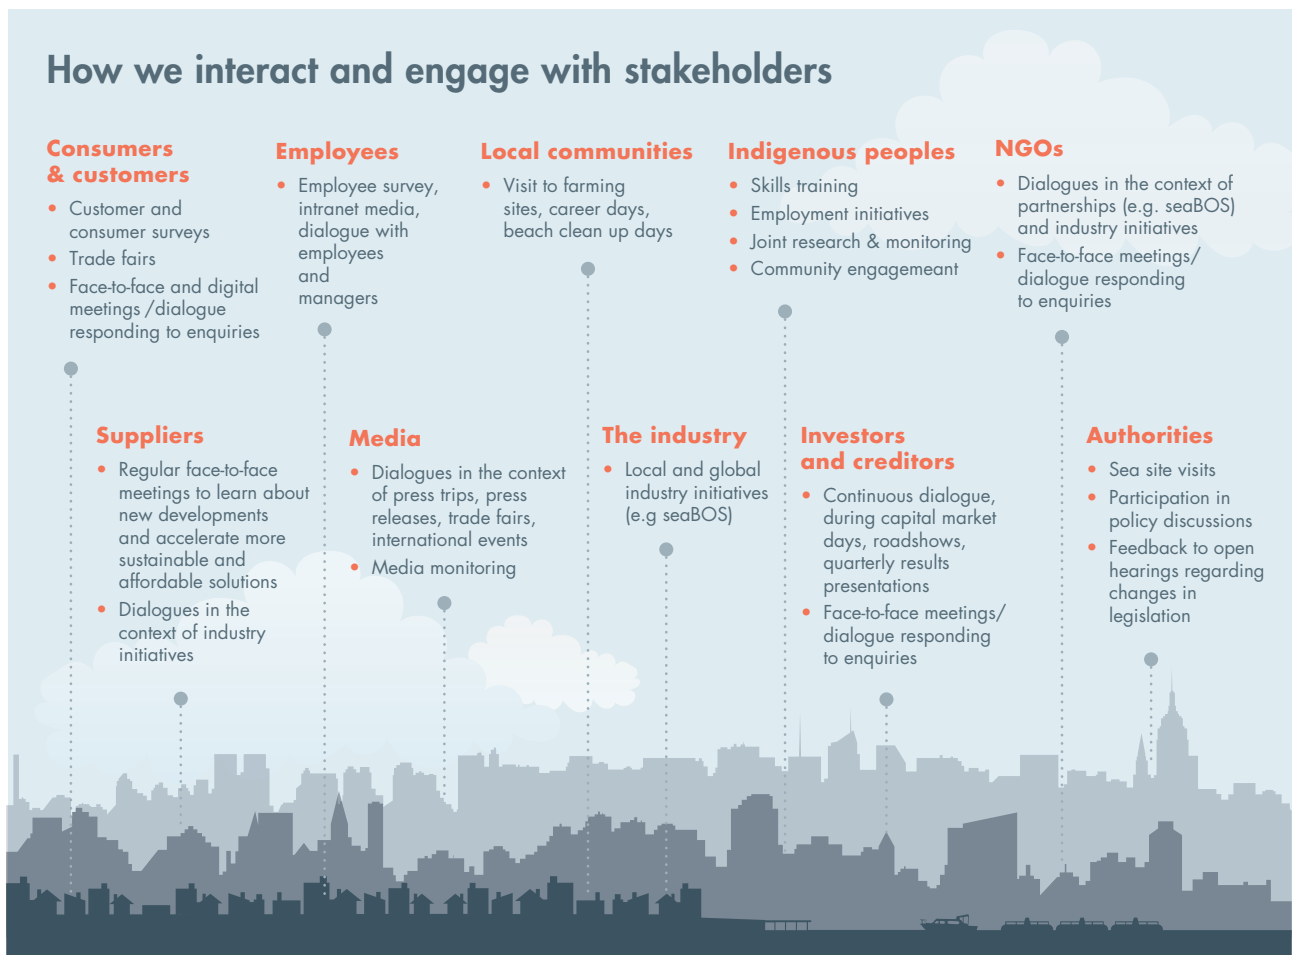 How we interact and engage with stakeholders
Consumers
& customers
• Customer and
consumer surveys
• Trade fairs
• Face-to-face and digital
meetings /dialogue
responding to enquiries
Employees
• Employee survey,
intranet media,
dialogue with
employees
and
managers
Local communities
• Visit to farming
sites, career days,
beach clean up days
Indigenous peoples
• Skills training
• Employment initiatives
• Joint research & monitoring
• Community engagemeant
NGOs
• Dialogues in the context of
partnerships (e.g. seaBOS)
and industry initiatives
• Face-to-face meetings/
dialogue responding
to enquiries
Suppliers
• Regular face-to-face
meetings to learn about
new developments
and accelerate more
sustainable and
affordable solutions
• Dialogues in the
context of industry
initiatives
Media
• Dialogues in the context
of press trips, press
releases, trade fairs,
international events
• Media monitoring
The industry
• Local and global
industry initiatives
(e.g seaBOS)
Investors
and creditors
• Continuous dialogue,
during capital market
days, roadshows,
quarterly results
presentations
• Face-to-face meetings/
dialogue responding
to enquiries
Authorities
• Sea site visits
• Participation in
policy discussions
• Feedback to open
hearings regarding
changes in
legislation